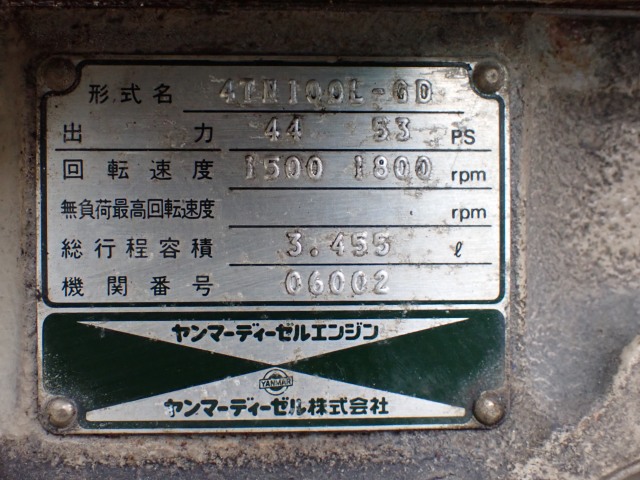 形式名 4TN100L-GD
出力 44 53 PS
回転速度 1500 1800 rpm
無負荷最高回転速度 rpm
総行程容積 3.455 ℓ
機関番号 06002
ヤンマーディーゼルエンジン
YANMAR
ヤンマーディーゼル株式会社